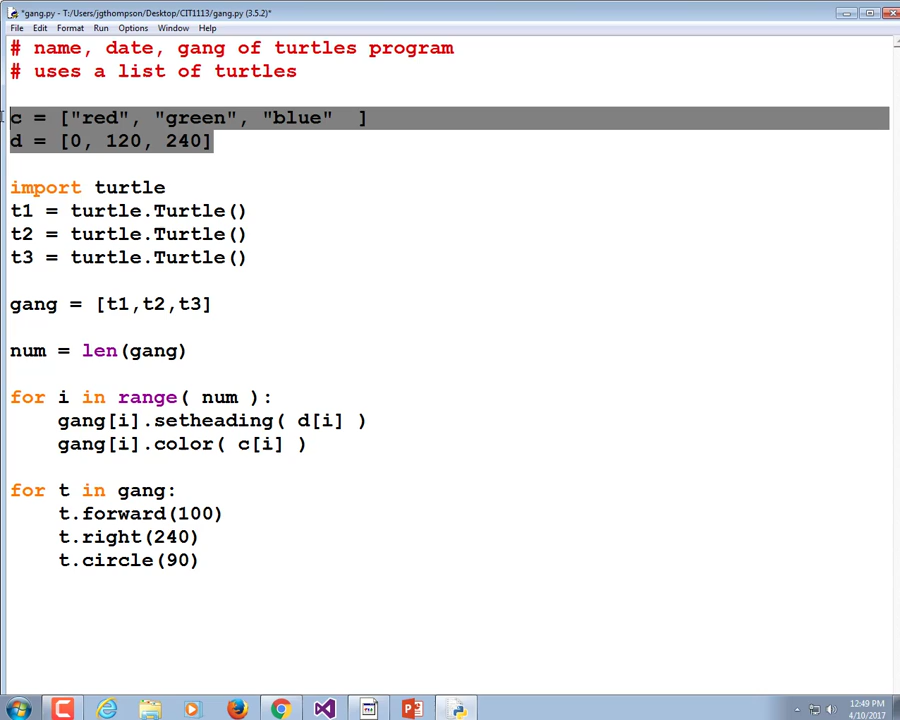 *gang.py - T:/Users/jgthompson/Desktop/CIT1113/gang.py (3.5.2)*
File Edit Format Run Options Window Help
# name, date, gang of turtles program
# uses a list of turtles
c = ["red", "green", "blue"  ]
d = [0, 120, 240]
import turtle
t1 = turtle.Turtle()
t2 = turtle.Turtle()
t3 = turtle.Turtle()
gang = [t1,t2,t3]
num = len(gang)
for i in range( num ):
    gang[i].setheading( d[i] )
    gang[i].color( c[i] )
for t in gang:
    t.forward(100)
    t.right(240)
    t.circle(90)
12:49 PM
4/10/2017